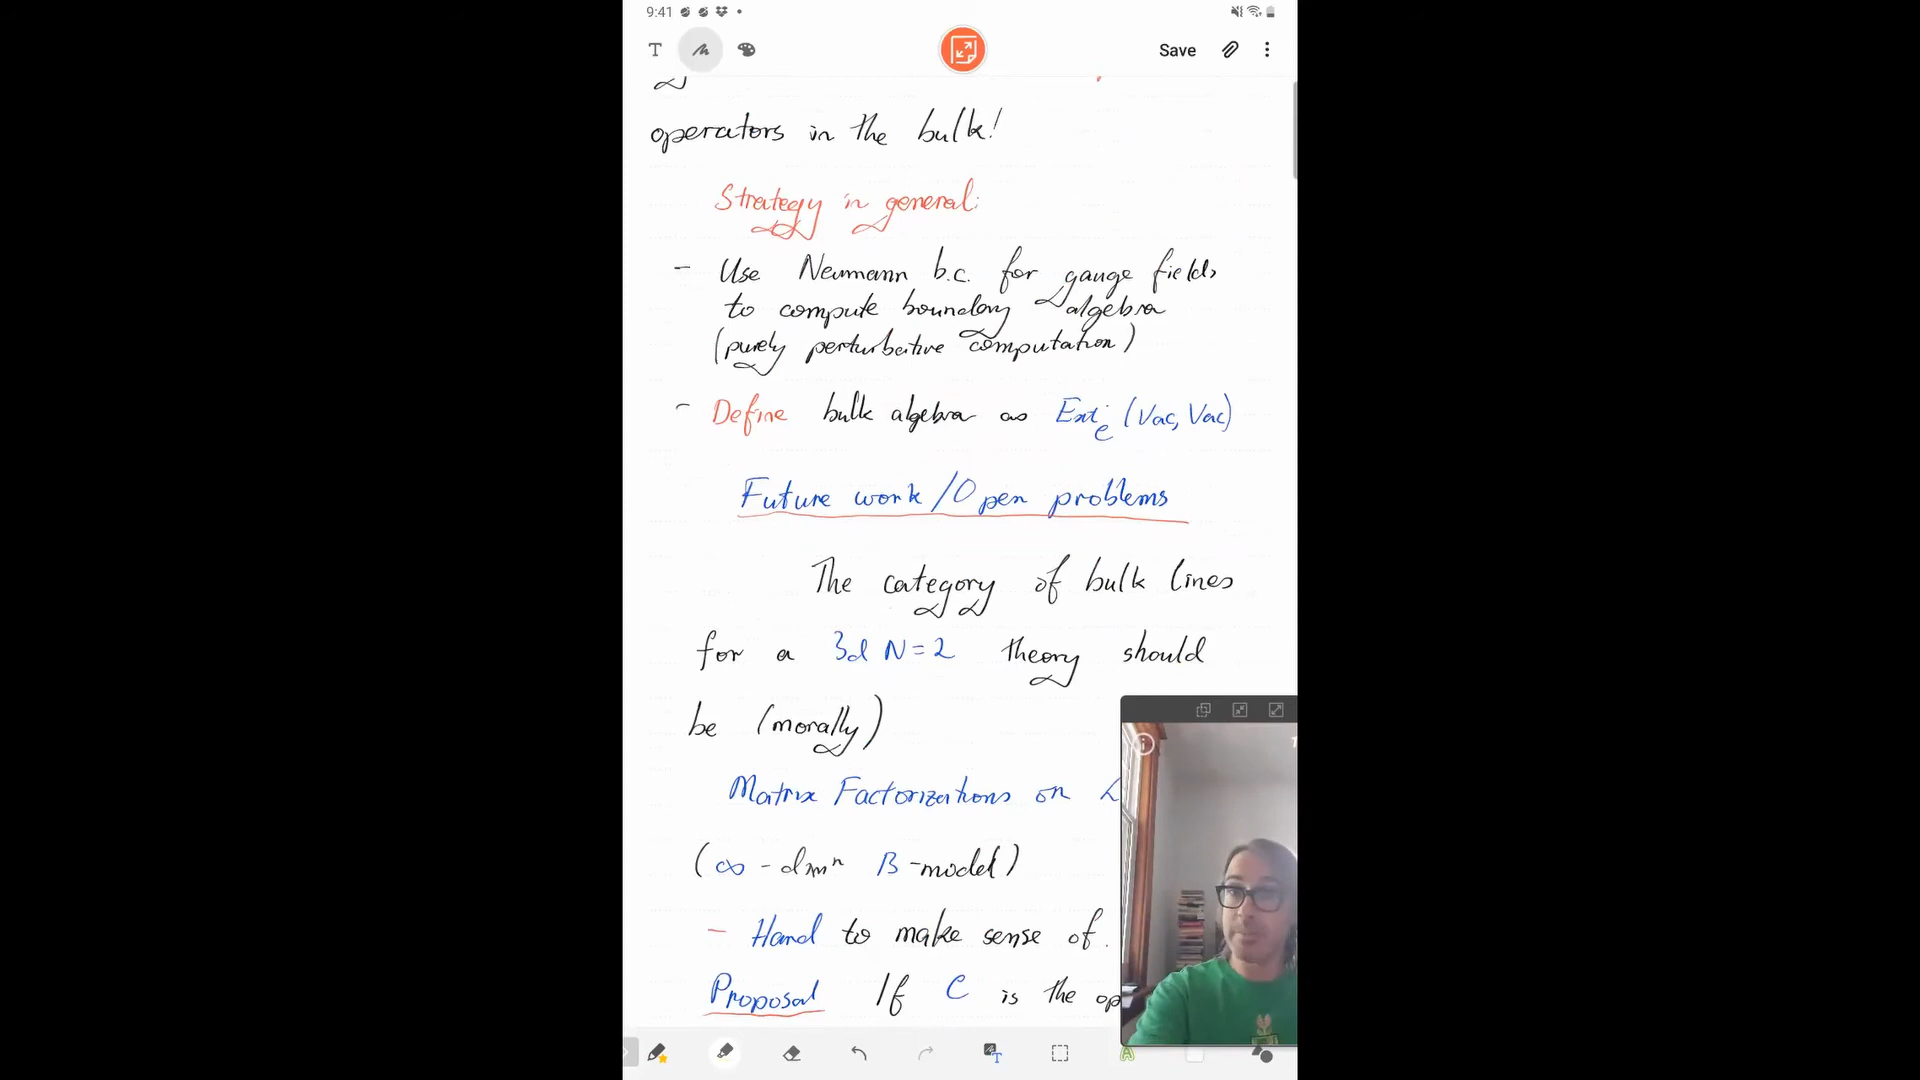 9:41
T
Save
operators in the bulk!
Strategy in general:
- Use Neumann b.c. for gauge fields
to compute boundary algebra
(purely perturbative computation)
- Define bulk algebra as Ext_C (Vac, Vac)
Future work/Open problems
The category of bulk lines
for a 3d N=2 theory should
be (morally)
Matrix Factorizations on
(∞-dimⁿ B-model)
- Hard to make sense of.
Proposal If C is the op